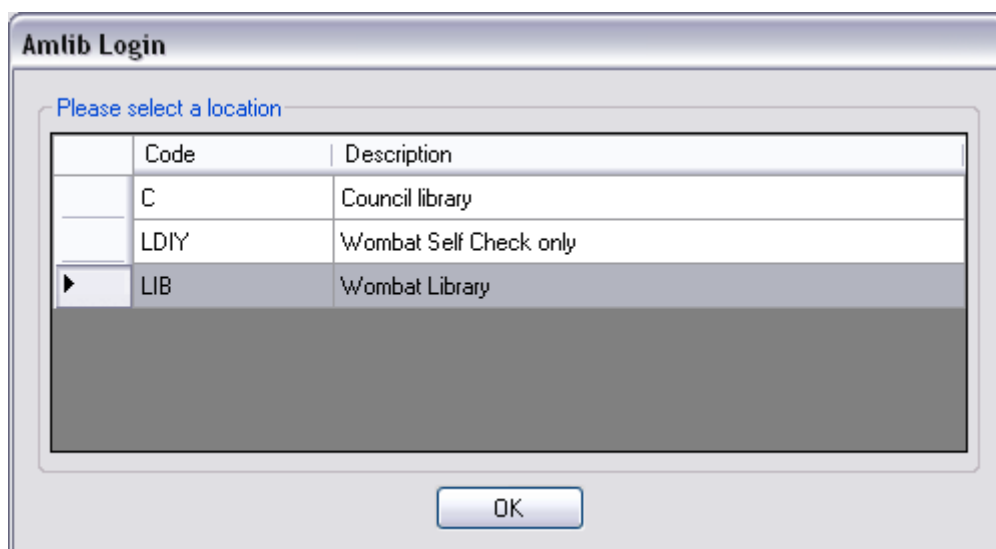 Amlib Login
Please select a location
Code Description
C Council library
LDIY Wombat Self Check only
LIB Wombat Library
OK